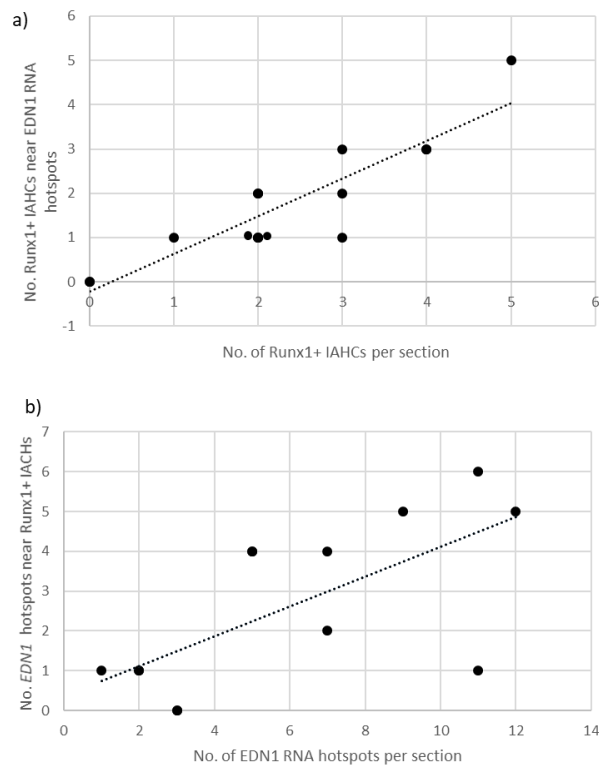 a)
No. Runx1+ IAHCs near EDN1 RNA
hotspots
6
5
4
3
2
1
0
-1
0 1 2 3 4 5 6
No. of Runx1+ IAHCs per section
b)
No. EDN1 hotspots near Runx1+ IACHs
7
6
5
4
3
2
1
0
0 2 4 6 8 10 12 14
No. of EDN1 RNA hotspots per section